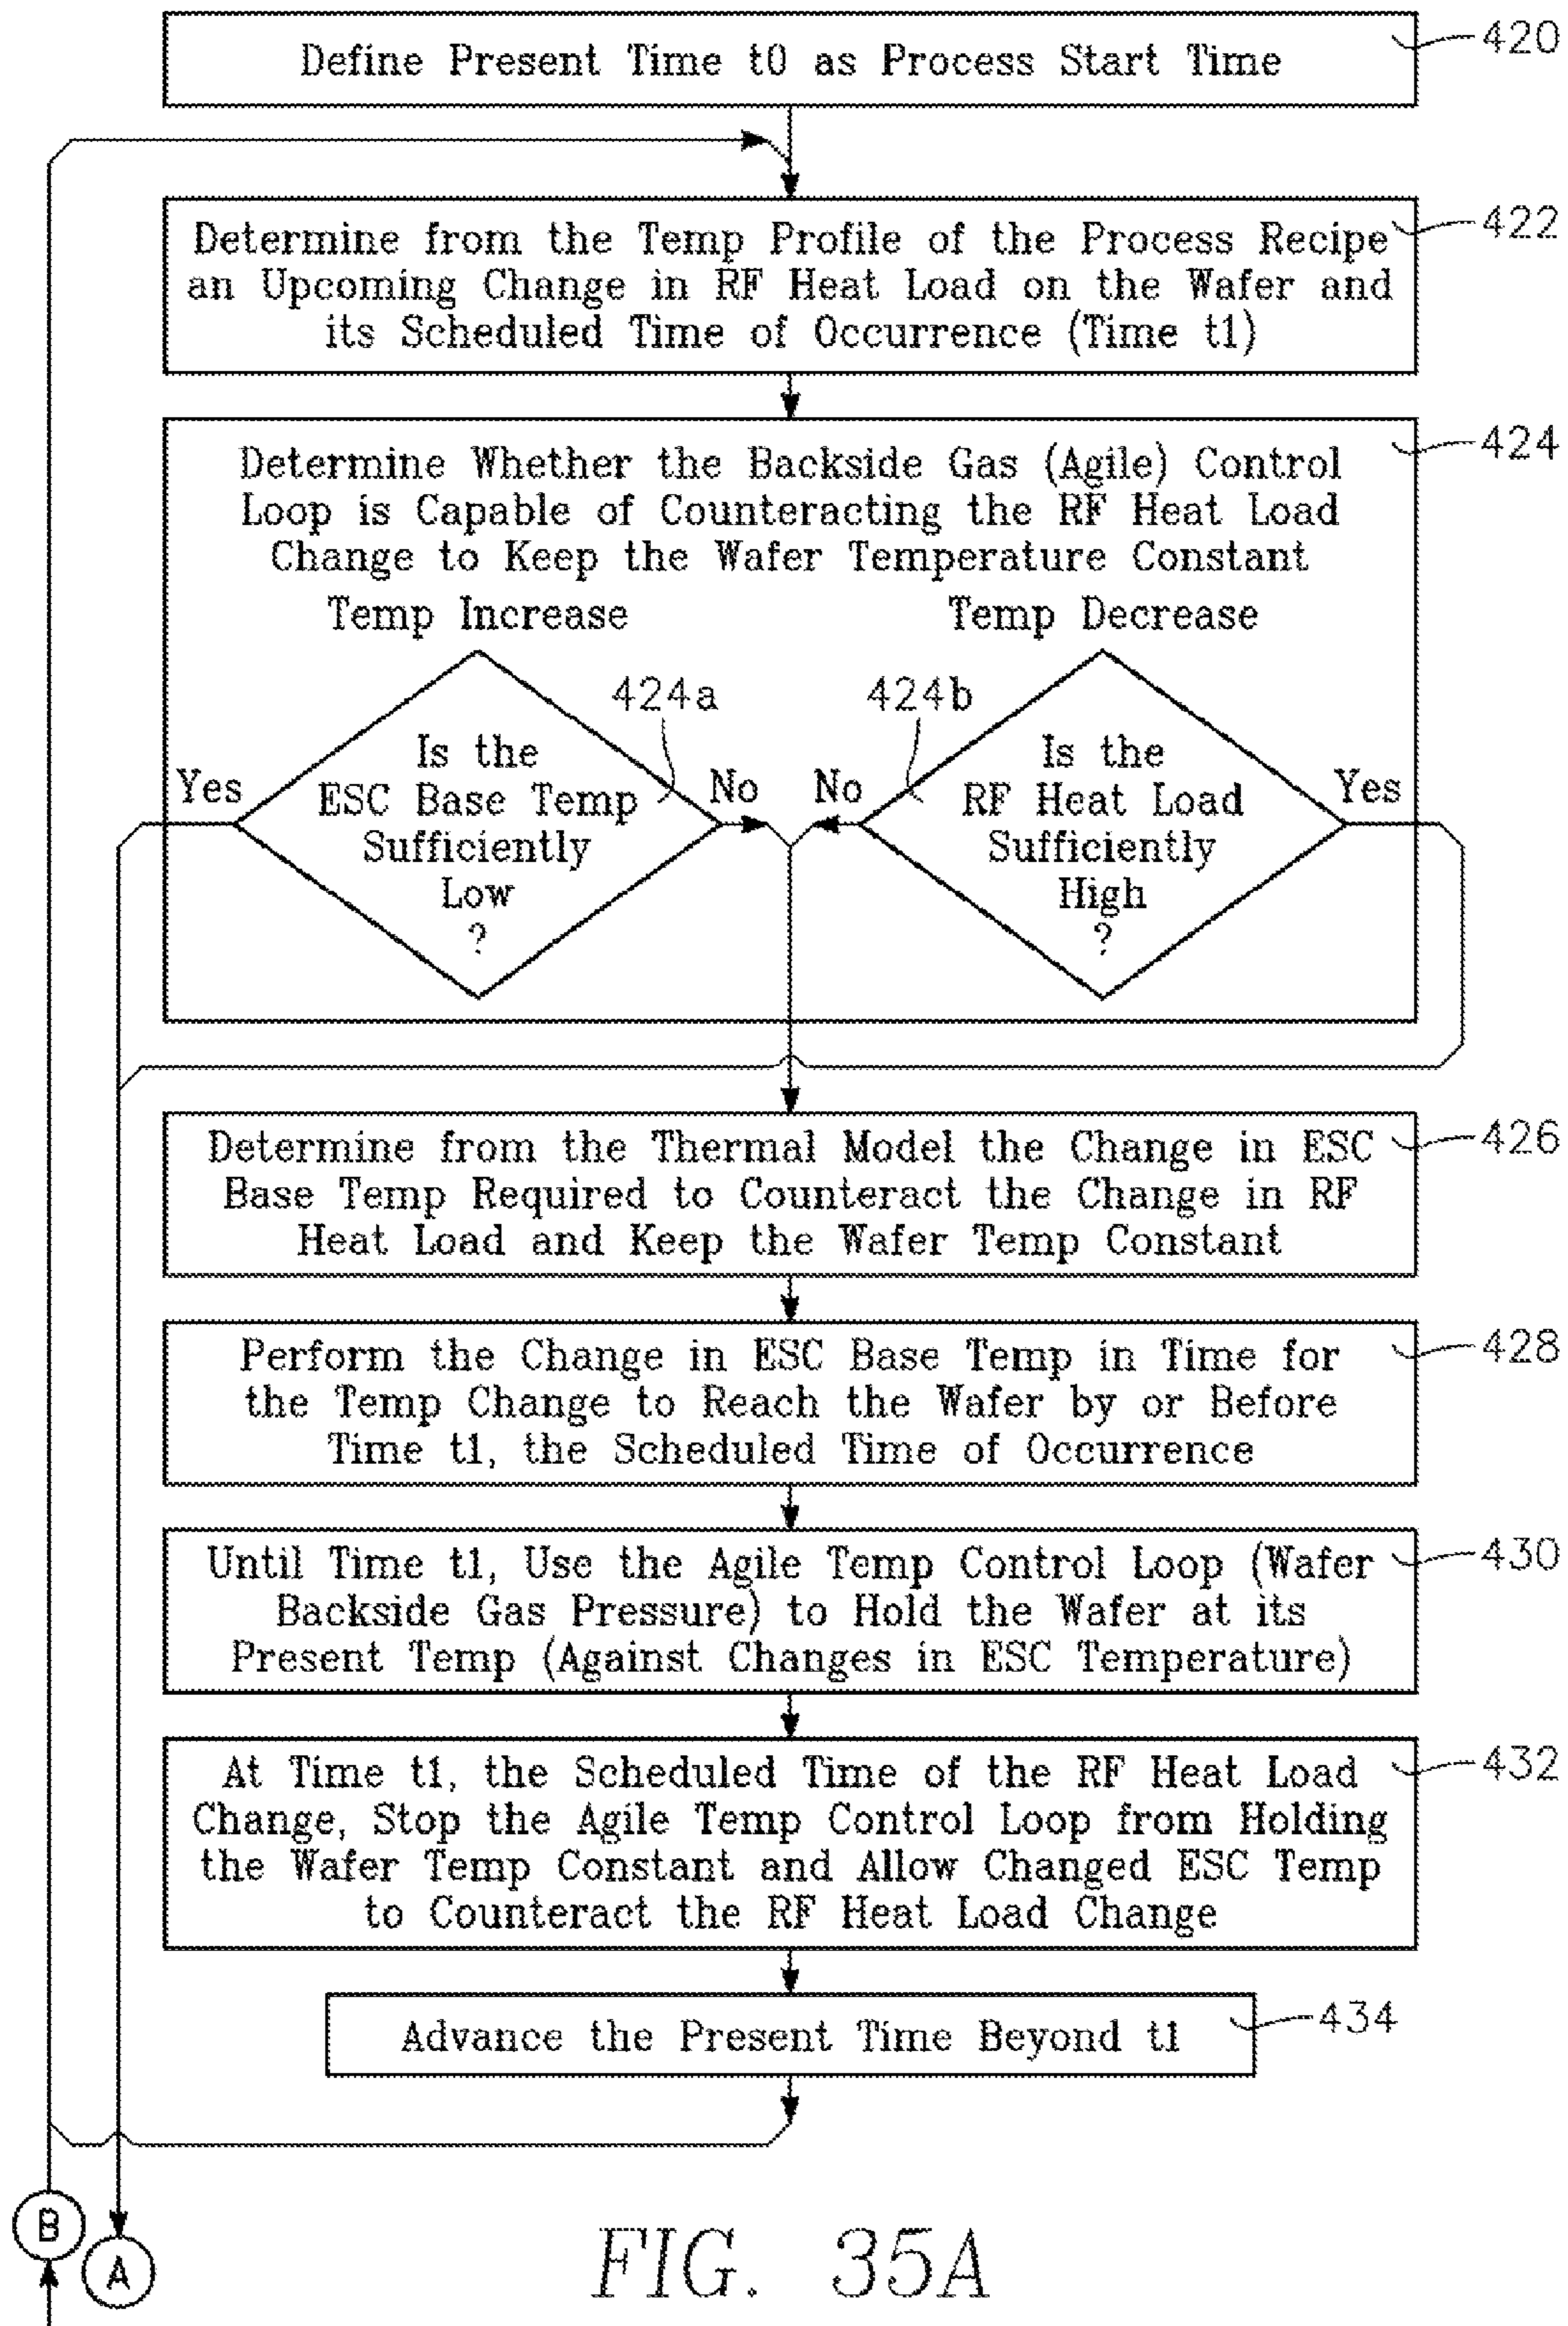 Define Present Time t0 as Process Start Time
420
Determine from the Temp Profile of the Process Recipe
an Upcoming Change in RF Heat Load on the Wafer and
its Scheduled Time of Occurrence (Time t1)
422
Determine Whether the Backside Gas (Agile) Control
Loop is Capable of Counteracting the RF Heat Load
Change to Keep the Wafer Temperature Constant
424
Temp Increase
Temp Decrease
424a
424b
Yes
Is the
ESC Base Temp
Sufficiently
Low
?
No
No
Is the
RF Heat Load
Sufficiently
High
?
Yes
Determine from the Thermal Model the Change in ESC
Base Temp Required to Counteract the Change in RF
Heat Load and Keep the Wafer Temp Constant
426
Perform the Change in ESC Base Temp in Time for
the Temp Change to Reach the Wafer by or Before
Time t1, the Scheduled Time of Occurrence
428
Until Time t1, Use the Agile Temp Control Loop (Wafer
Backside Gas Pressure) to Hold the Wafer at its
Present Temp (Against Changes in ESC Temperature)
430
At Time t1, the Scheduled Time of the RF Heat Load
Change, Stop the Agile Temp Control Loop from Holding
the Wafer Temp Constant and Allow Changed ESC Temp
to Counteract the RF Heat Load Change
432
Advance the Present Time Beyond t1
434
B
A
FIG. 35A